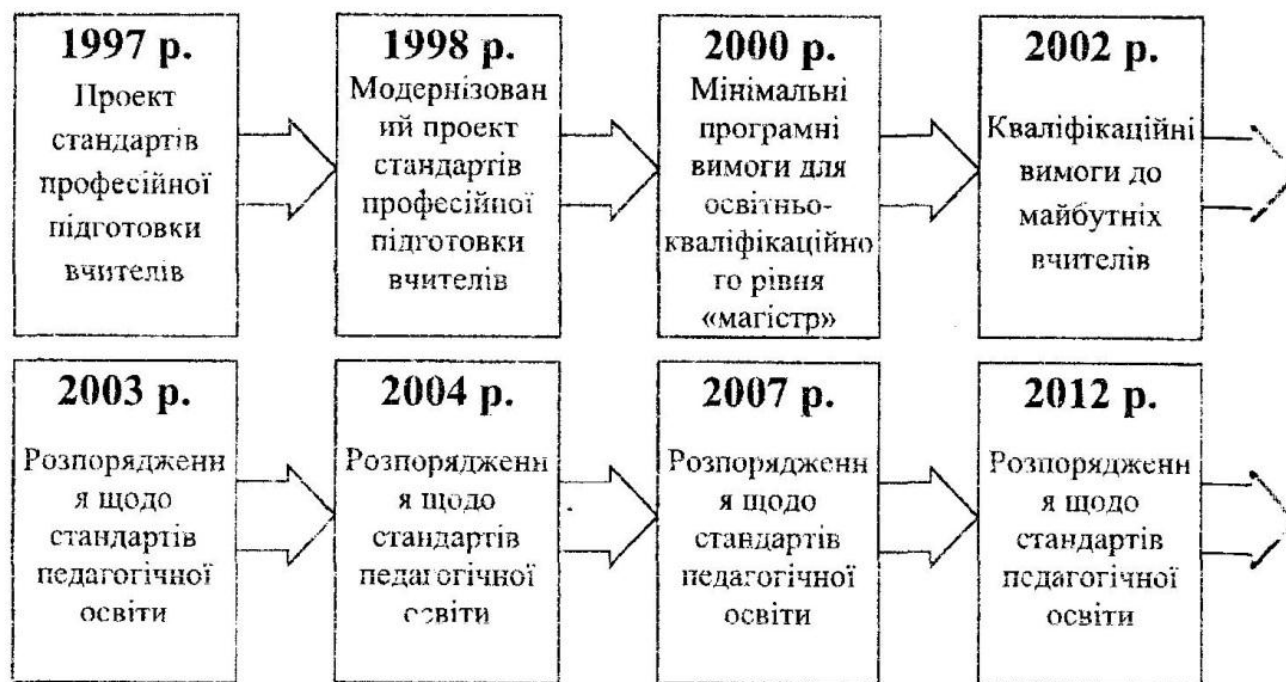 1997 р.
Проект
стандартів
професійної
підготовки
вчителів
1998 р.
Модернізован
ий проект
стандартів
професійної
підготовки
вчителів
2000 р.
Мінімальні
програмні
вимоги для
освітньо-
кваліфікаційно
го рівня
«магістр»
2002 р.
Кваліфікаційні
вимоги до
майбутніх
вчителів
2003 р.
Розпорядженн
я щодо
стандартів
педагогічної
освіти
2004 р.
Розпорядженн
я щодо
стандартів
педагогічної
освіти
2007 р.
Розпорядженн
я щодо
стандартів
педагогічної
освіти
2012 р.
Розпорядженн
я щодо
стандартів
педагогічної
освіти